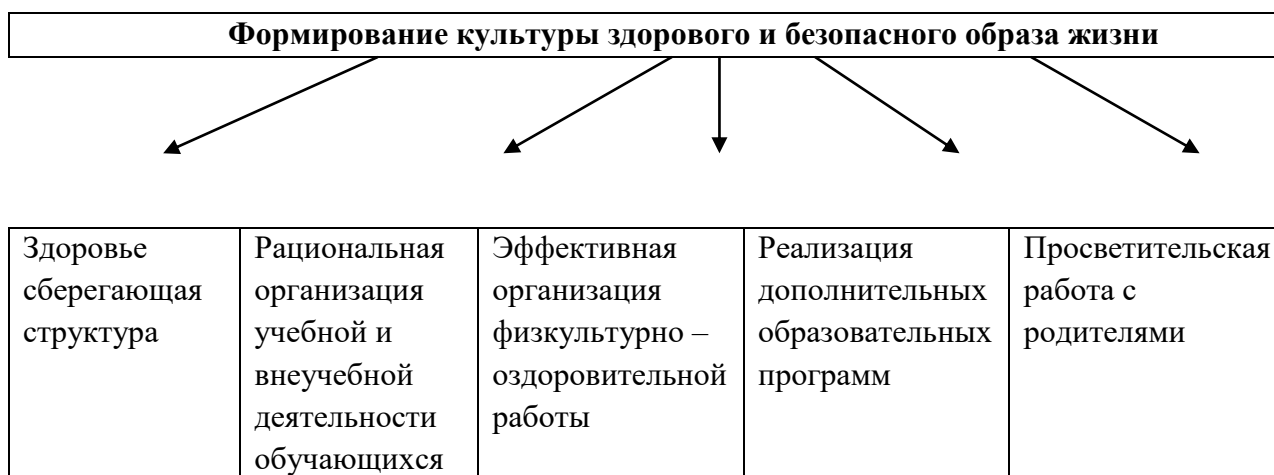 Формирование культуры здорового и безопасного образа жизни
Здоровье
сберегающая
структура
Рациональная
организация
учебной и
внеучебной
деятельности
обучающихся
Эффективная
организация
физкультурно –
оздоровительной
работы
Реализация
дополнительных
образовательных
программ
Просветительская
работа с
родителями